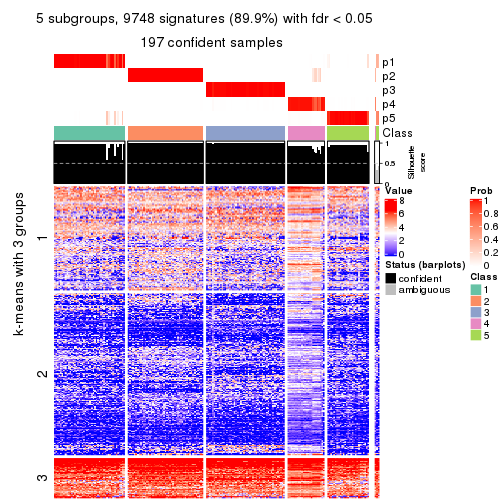 5 subgroups, 9748 signatures (89.9%) with fdr < 0.05
197 confident samples
p1
p2
p3
p4
p5
Class
1
0.5
0
Silhouette
score
k-means with 3 groups
1
2
3
Value
8
6
4
2
0
Status (barplots)
confident
ambiguous
Prob
1
0.8
0.6
0.4
0.2
0
Class
1
2
3
4
5